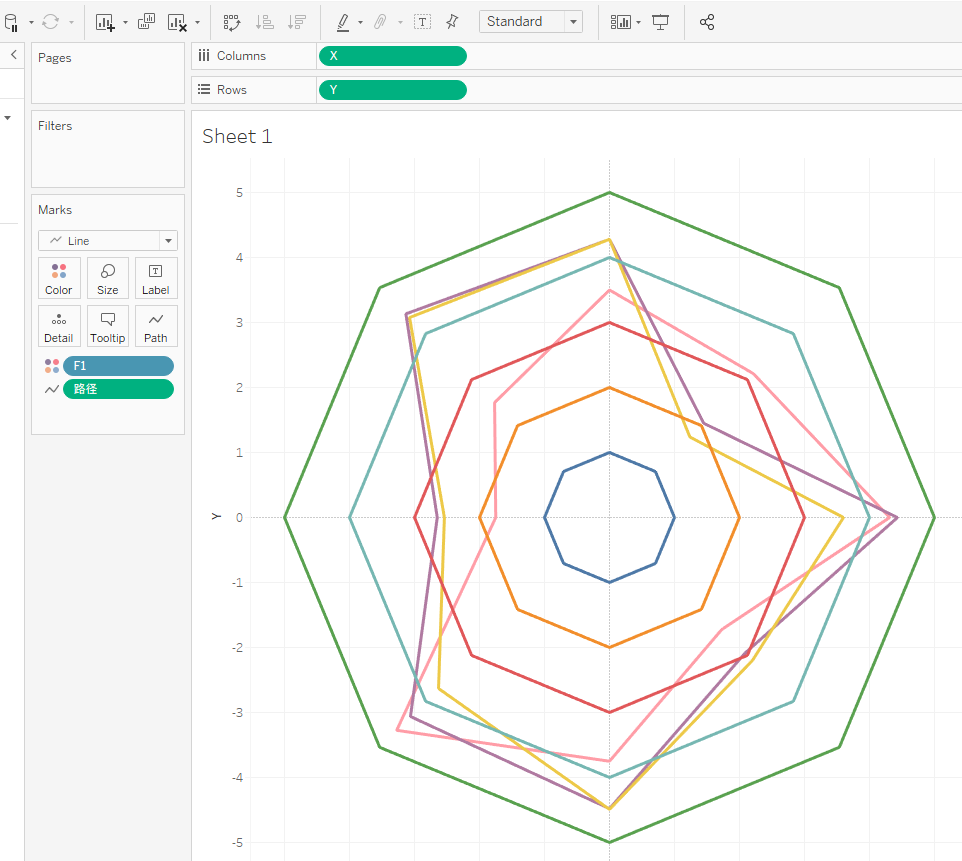 Standard
Pages
Columns
X
Rows
Y
Filters
Sheet 1
Marks
Line
Color
Size
Label
Detail
Tooltip
Path
F1
路径
5
4
3
2
1
0
-1
-2
-3
-4
-5
Y